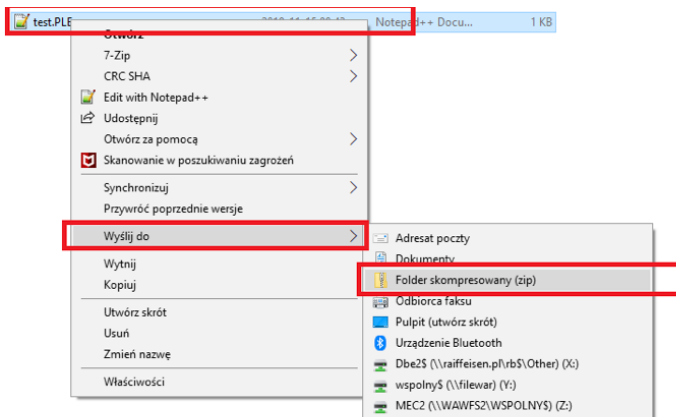 test.PLE Notepad++ Docu... 1 KB
Otwórz
7-Zip
CRC SHA
Edit with Notepad++
Udostępnij
Otwórz za pomocą
Skanowanie w poszukiwaniu zagrożeń
Synchronizuj
Przywróć poprzednie wersje
Wyślij do
Adresat poczty
Wytnij
Dokumenty
Kopiuj
Folder skompresowany (zip)
Odbiorca faksu
Utwórz skrót
Pulpit (utwórz skrót)
Usuń
Urządzenie Bluetooth
Zmień nazwę
Dbe2$ (\\raiffeisen.pl\rb$\Other) (X:)
Właściwości
wspolny$ (\\filewar) (Y:)
MEC2 (\\WAWFS2\WSPOLNY$) (Z:)